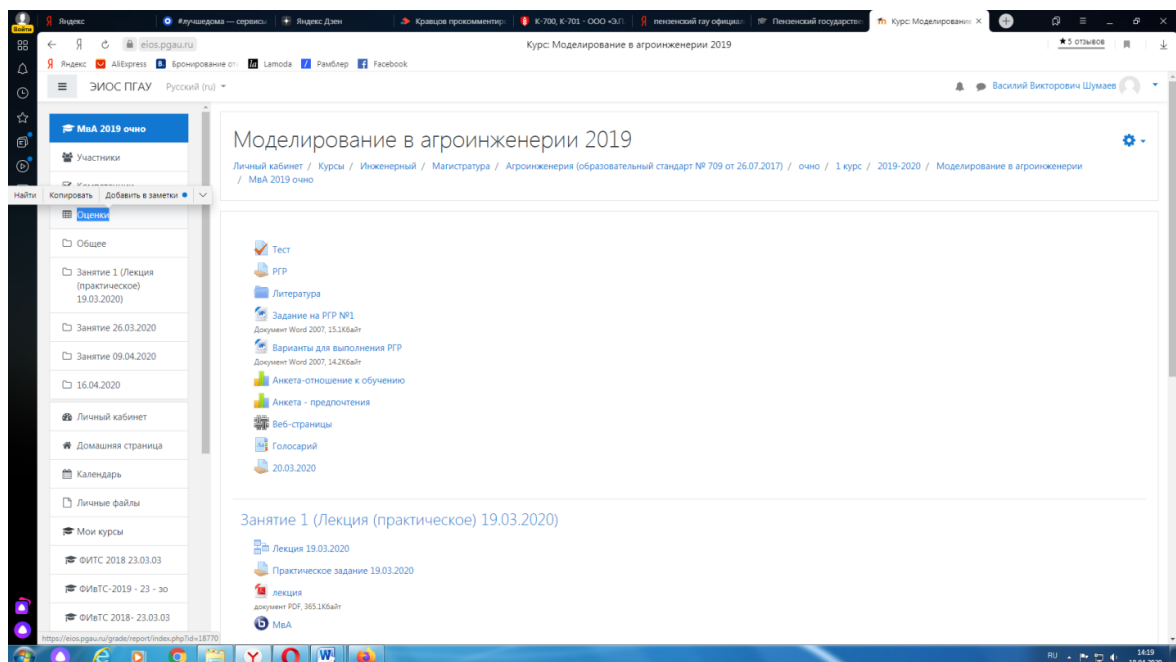 Войти
Яндекс
#лучшедома — сервисы
Яндекс Дзен
Кравцов прокомментир
К-700, К-701 - ООО «Э.П.
пензенский гау официал
Пензенский государстве
Курс: Моделирование
eios.pgau.ru
Курс: Моделирование в агроинженерии 2019
★ 5 отзывов
Яндекс
AliExpress
Бронирование от
Lamoda
Рамблер
Facebook
ЭИОС ПГАУ
Русский (ru)
Василий Викторович Шумаев
МвА 2019 очно
Участники
Найти
Копировать
Добавить в заметки
Оценки
Общее
Занятие 1 (Лекция
(практическое)
19.03.2020)
Занятие 26.03.2020
Занятие 09.04.2020
16.04.2020
Личный кабинет
Домашняя страница
Календарь
Личные файлы
Мои курсы
ФИТС 2018 23.03.03
ФИвТС-2019 - 23 - зо
ФИвТС 2018- 23.03.03
https://eios.pgau.ru/grade/report/index.php?id=18770
Моделирование в агроинженерии 2019
Личный кабинет / Курсы / Инженерный / Магистратура / Агроинженерия (образовательный стандарт № 709 от 26.07.2017) / очно / 1 курс / 2019-2020 / Моделирование в агроинженерии
/ МвА 2019 очно
Тест
РГР
Литература
Задание на РГР №1
Документ Word 2007, 15.1Кбайт
Варианты для выполнения РГР
Документ Word 2007, 14.2Кбайт
Анкета-отношение к обучению
Анкета - предпочтения
Веб-страницы
Голосарий
20.03.2020
Занятие 1 (Лекция (практическое) 19.03.2020)
Лекция 19.03.2020
Практическое задание 19.03.2020
лекция
документ PDF, 365.1Кбайт
МвА
RU
14:19